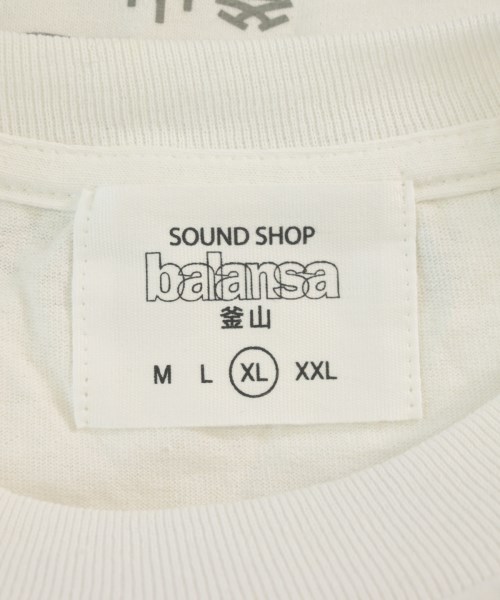 SOUND SHOP
balansa
釜山
M L XL XXL